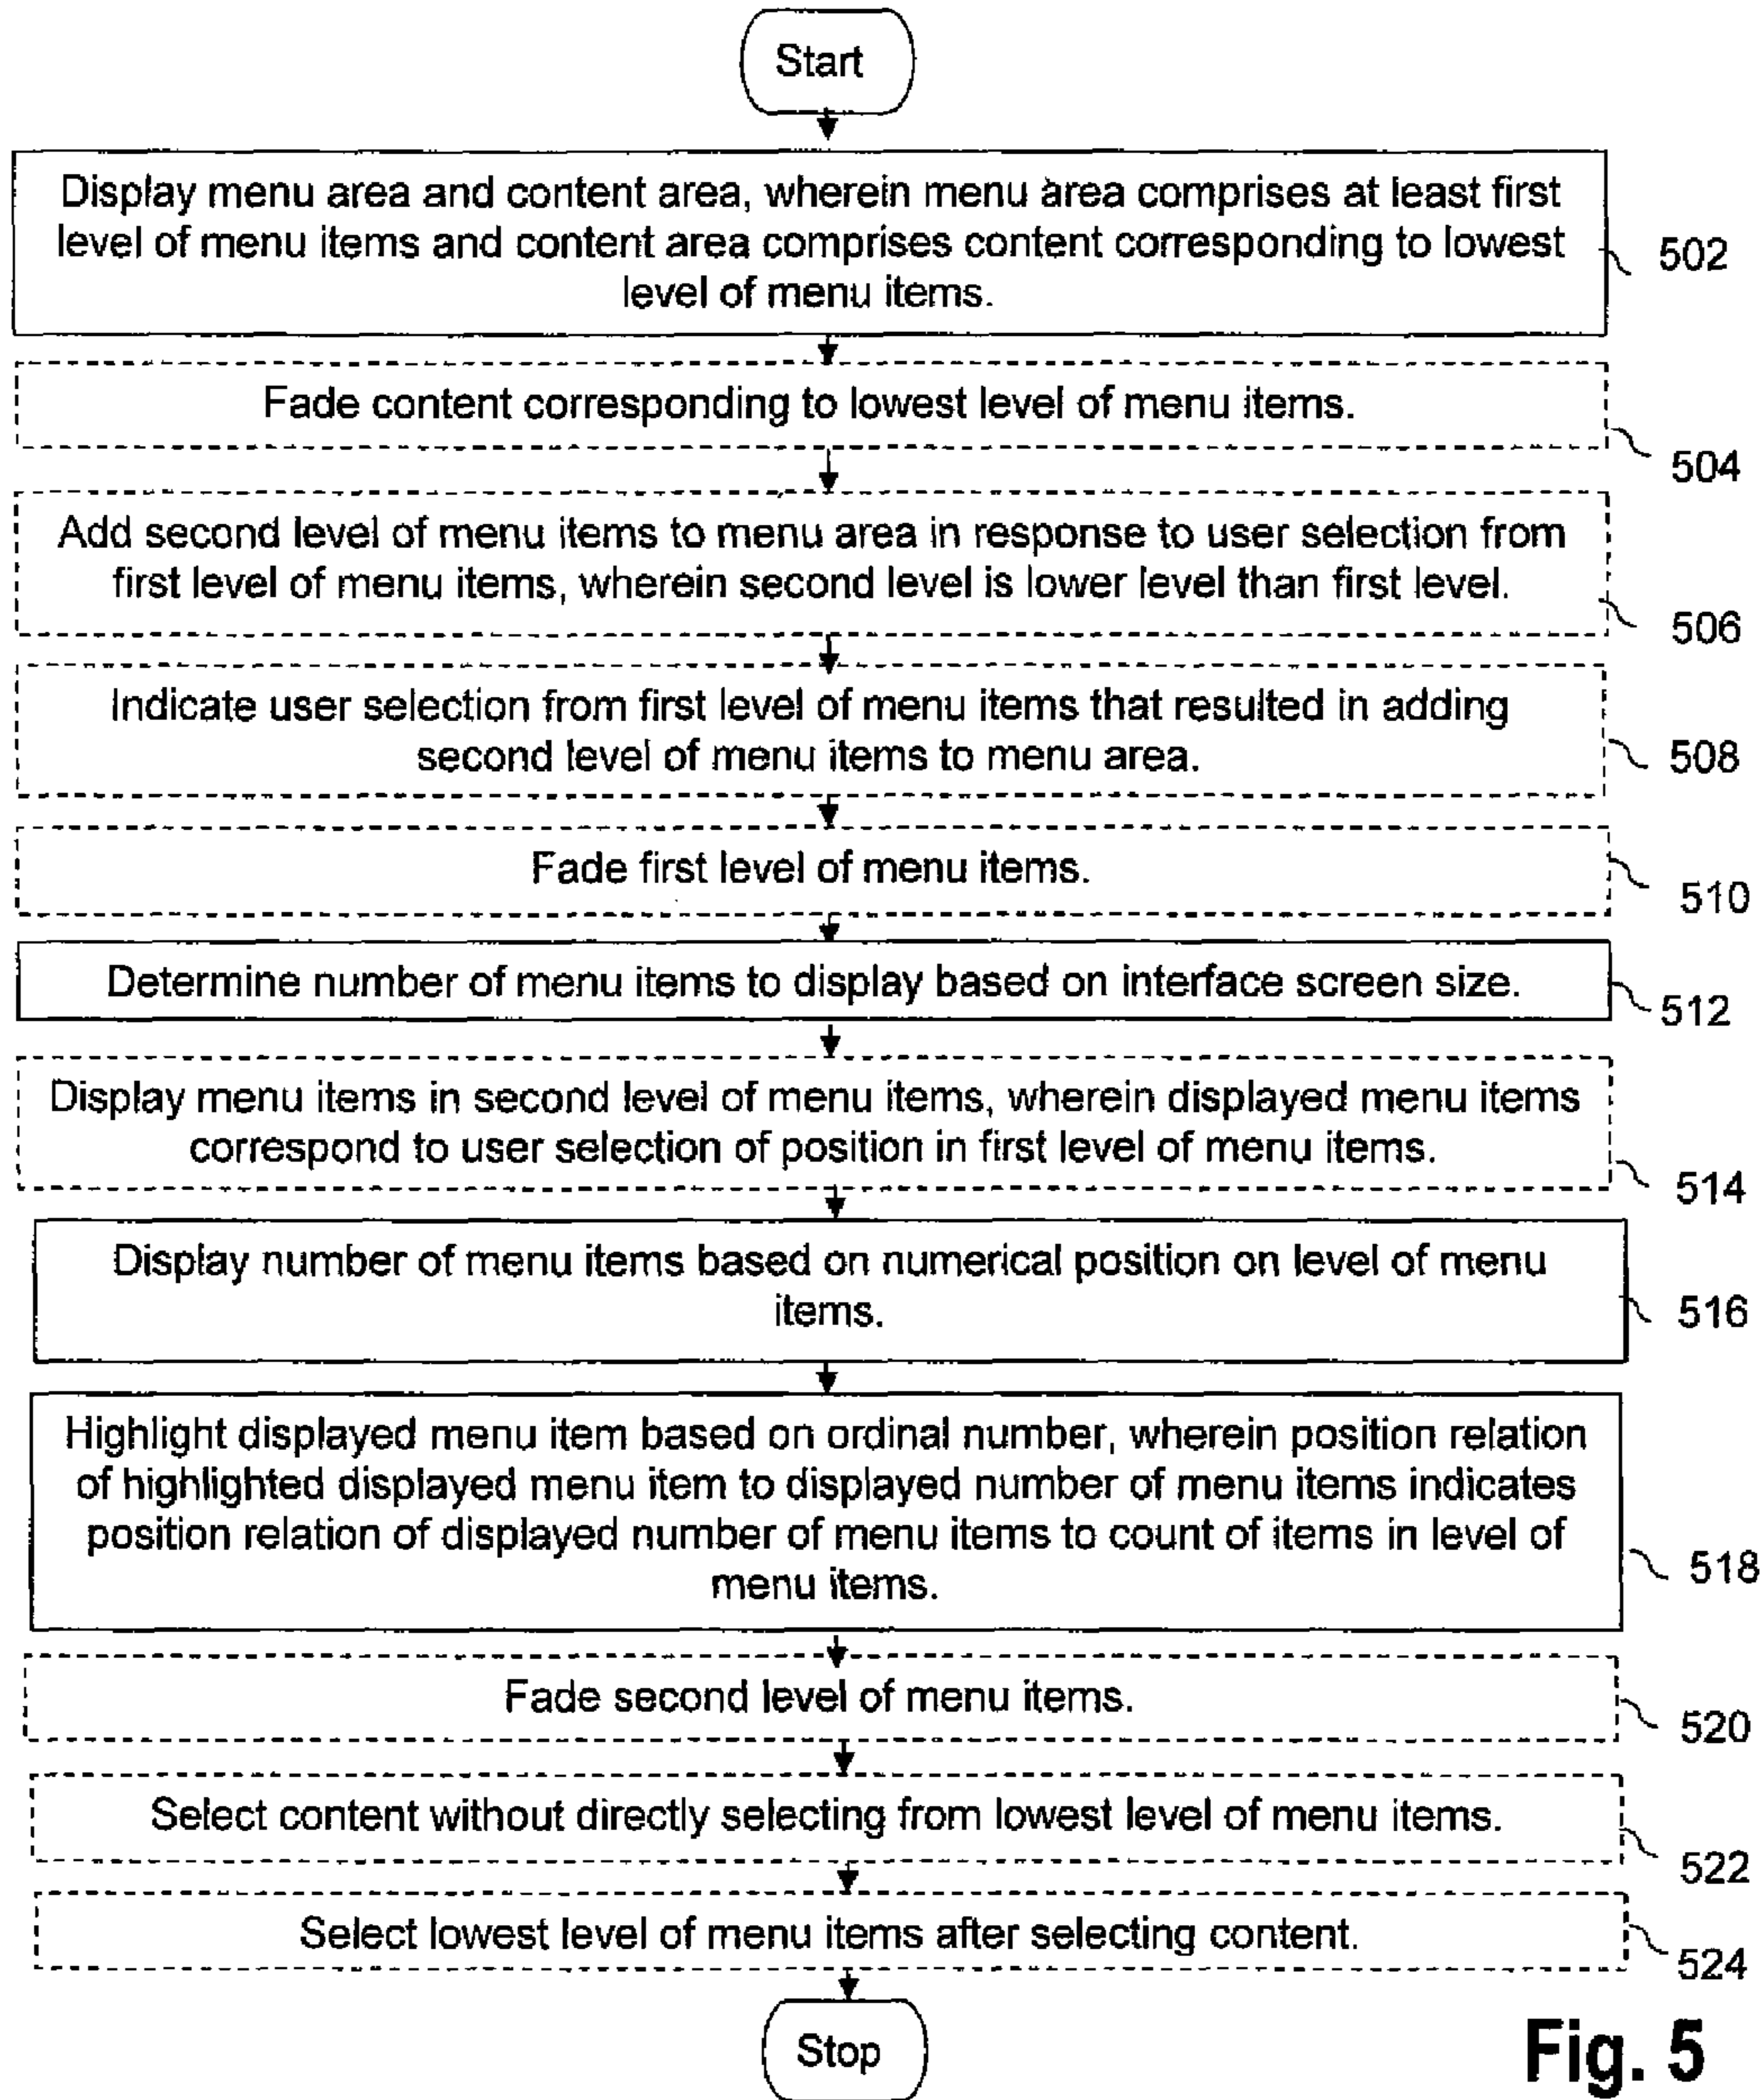 Start
Display menu area and content area, wherein menu area comprises at least first
level of menu items and content area comprises content corresponding to lowest
level of menu items.
502
Fade content corresponding to lowest level of menu items.
504
Add second level of menu items to menu area in response to user selection from
first level of menu items, wherein second level is lower level than first level.
506
Indicate user selection from first level of menu items that resulted in adding
second level of menu items to menu area.
508
Fade first level of menu items.
510
Determine number of menu items to display based on interface screen size.
512
Display menu items in second level of menu items, wherein displayed menu items
correspond to user selection of position in first level of menu items.
514
Display number of menu items based on numerical position on level of menu
items.
516
Highlight displayed menu item based on ordinal number, wherein position relation
of highlighted displayed menu item to displayed number of menu items indicates
position relation of displayed number of menu items to count of items in level of
menu items.
518
Fade second level of menu items.
520
Select content without directly selecting from lowest level of menu items.
522
Select lowest level of menu items after selecting content.
524
Stop
Fig. 5